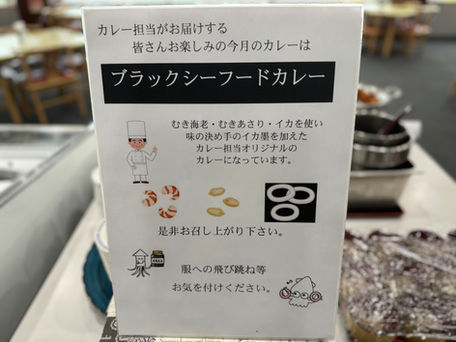 カレー担当がお届けする
皆さんお楽しみの今月のカレーは
ブラックシーフードカレー
むき海老・むきあさり・イカを使い
味の決め手のイカ墨を加えた
カレー担当オリジナルの
カレーになっています。
是非お召し上がり下さい。
服への飛び跳ね等
お気を付けください。